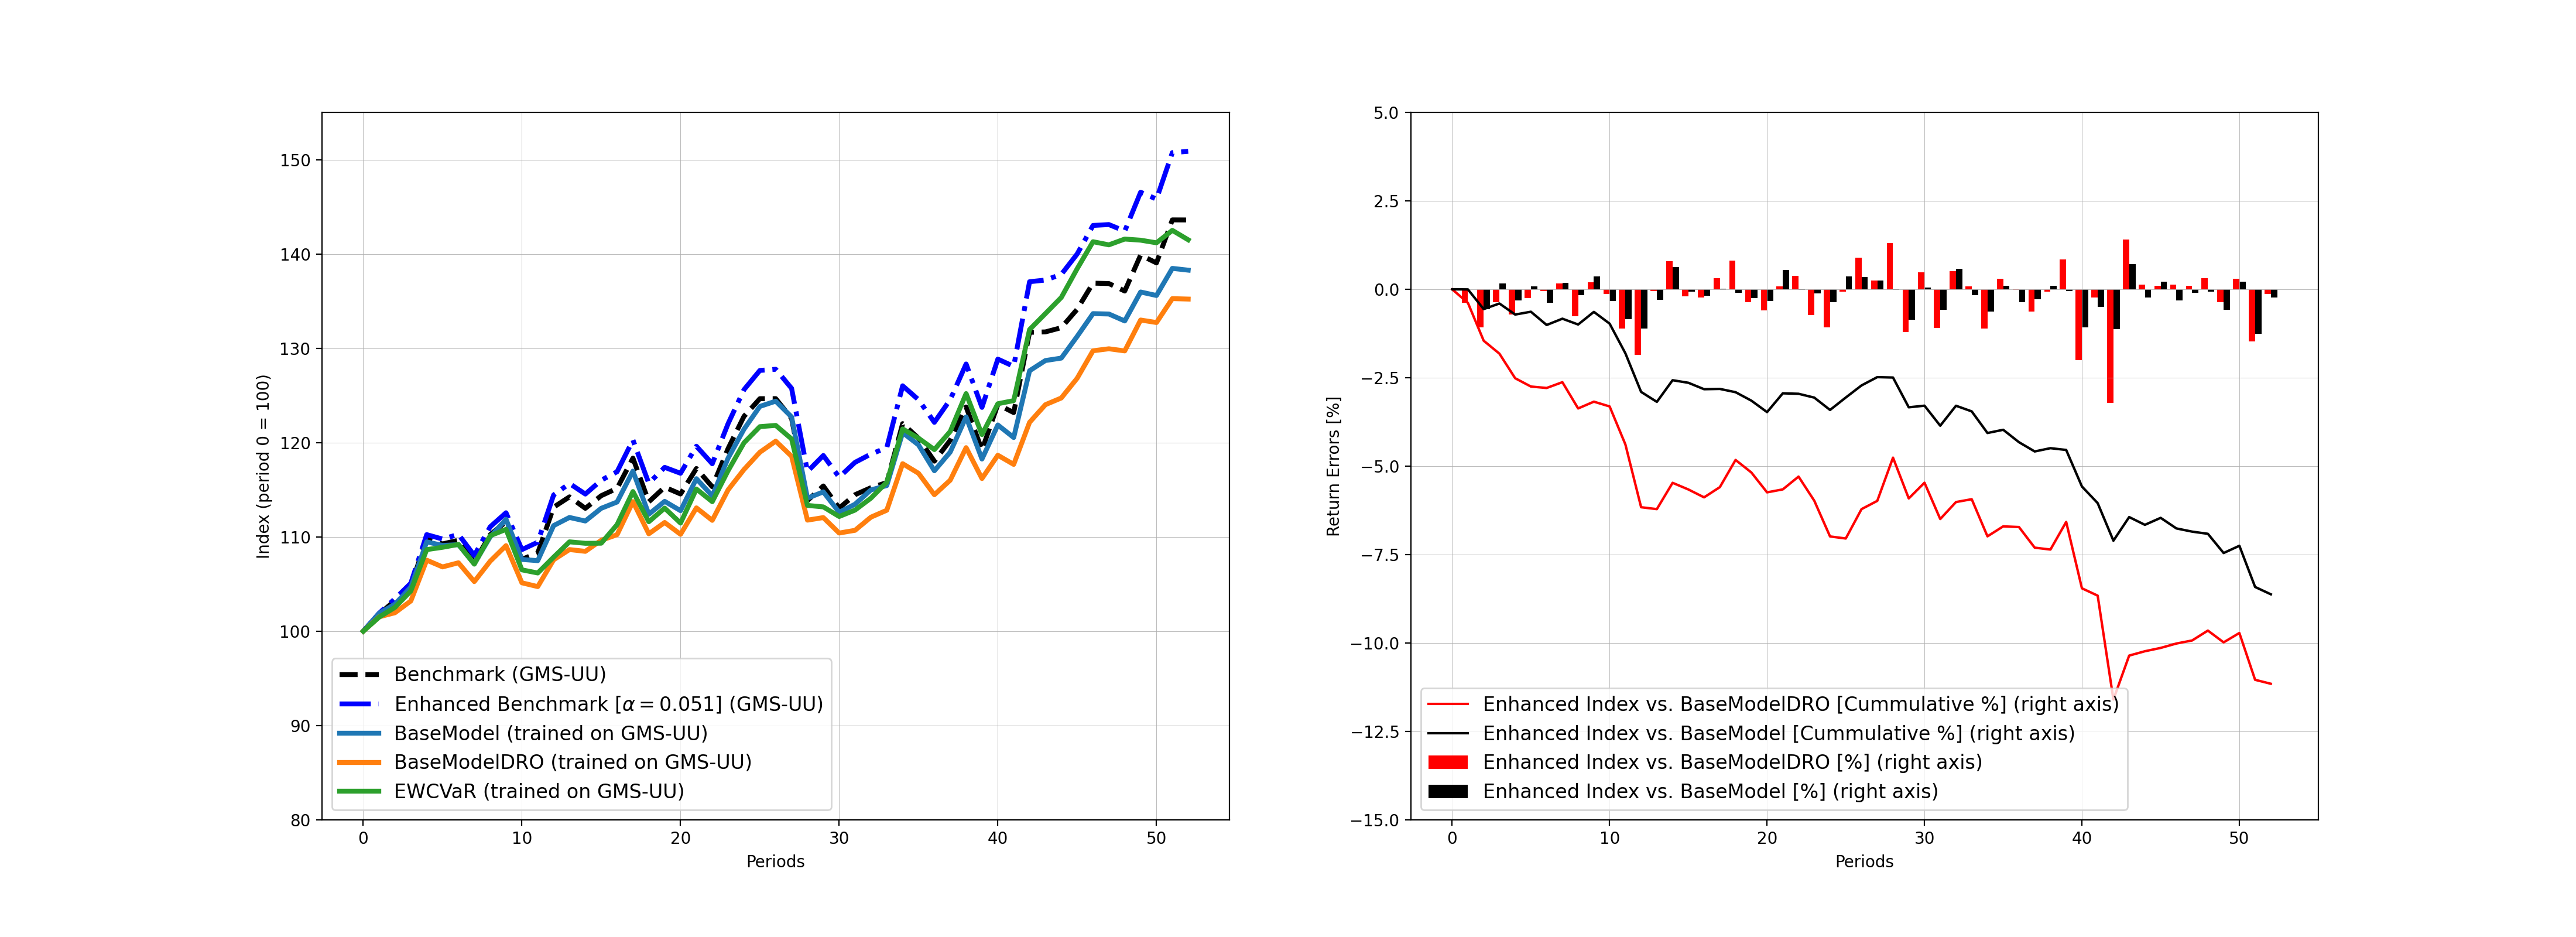 150
140
130
120
110
100
90
80
Index (period 0 = 100)
0
10
20
30
40
50
Periods
Benchmark (GMS-UU)
Enhanced Benchmark [α = 0.051] (GMS-UU)
BaseModel (trained on GMS-UU)
BaseModelDRO (trained on GMS-UU)
EWCVaR (trained on GMS-UU)
5.0
2.5
0.0
−2.5
−5.0
−7.5
−10.0
−12.5
−15.0
Return Errors [%]
0
10
20
30
40
50
Periods
Enhanced Index vs. BaseModelDRO [Cummulative %] (right axis)
Enhanced Index vs. BaseModel [Cummulative %] (right axis)
Enhanced Index vs. BaseModelDRO [%] (right axis)
Enhanced Index vs. BaseModel [%] (right axis)